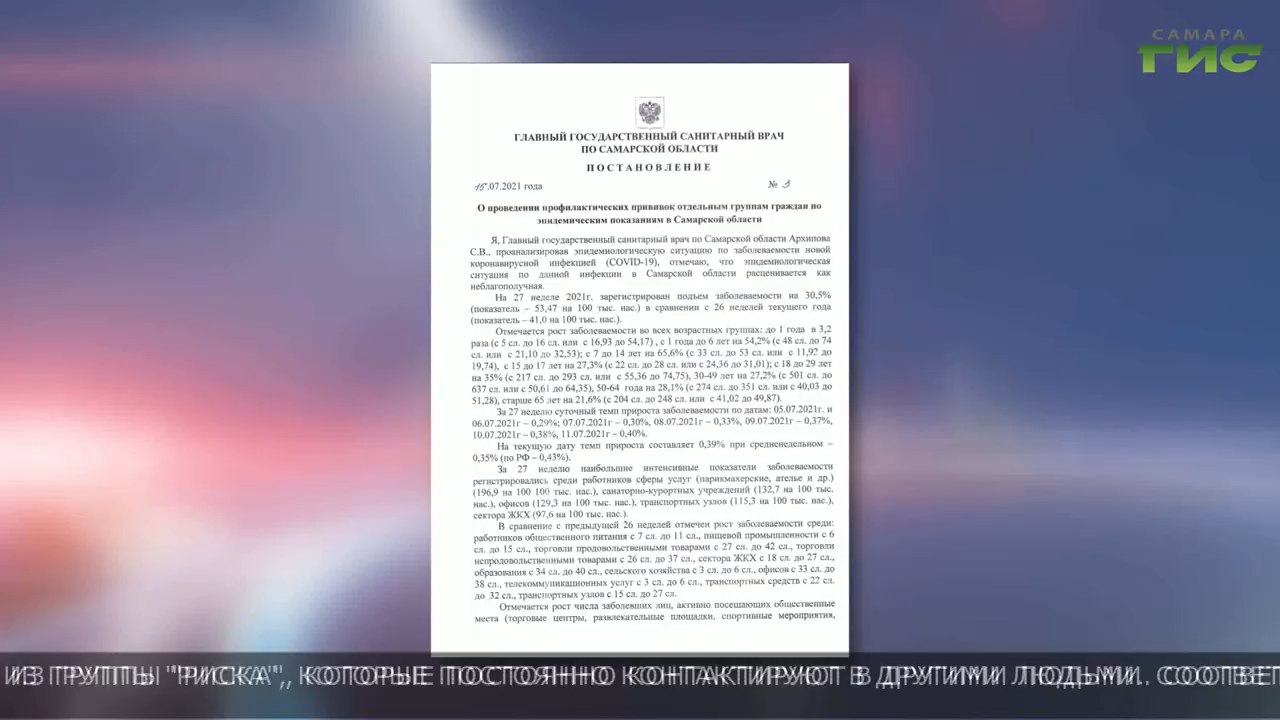 САМАРА
ГИС
ГЛАВНЫЙ ГОСУДАРСТВЕННЫЙ САНИТАРНЫЙ ВРАЧ
ПО САМАРСКОЙ ОБЛАСТИ
ПОСТАНОВЛЕНИЕ
15.07.2021 года № 3
О проведении профилактических прививок отдельным группам граждан по
эпидемическим показаниям в Самарской области
Я, Главный государственный санитарный врач по Самарской области Архипова
С.В., проанализировав эпидемиологическую ситуацию по заболеваемости новой
коронавирусной инфекцией (COVID-19), отмечаю, что эпидемиологическая
ситуация по данной инфекции в Самарской области расценивается как
неблагополучная.
На 27 неделе 2021г. зарегистрирован подъем заболеваемости на 30,5%
(показатель – 53,47 на 100 тыс. нас.) в сравнении с 26 неделей текущего года
(показатель – 41,0 на 100 тыс. нас.).
Отмечается рост заболеваемости во всех возрастных группах: до 1 года в 3,2
раза (с 5 сл. до 16 сл. или с 16,93 до 54,17) , с 1 года до 6 лет на 54,2% (с 48 сл. до 74
сл. или с 21,10 до 32,53); с 7 до 14 лет на 65,6% (с 33 сл. до 53 сл. или с 11,92 до
19,74), с 15 до 17 лет на 27,3% (с 22 сл. до 28 сл. или с 24,36 до 31,01); с 18 до 29 лет
на 35% (с 217 сл. до 293 сл. или с 55,36 до 74,75), 30-49 лет на 27,2% (с 501 сл. до
637 сл. или с 50,61 до 64,35), 50-64 года на 28,1% (с 274 сл. до 351 сл. или с 40,03 до
51,28), старше 65 лет на 21,6% (с 204 сл. до 248 сл. или с 41,02 до 49,87).
За 27 неделю суточный темп прироста заболеваемости по датам: 05.07.2021г. и
06.07.2021г – 0,29%; 07.07.2021г – 0,30%, 08.07.2021г – 0,33%, 09.07.2021г – 0,37%,
10.07.2021г – 0,38%, 11.07.2021г – 0,40%.
На текущую дату темп прироста составляет 0,39% при средненедельном –
0,35% (по РФ – 0,43%).
За 27 неделю наибольшие интенсивные показатели заболеваемости
регистрировались среди работников сферы услуг (парикмахерские, ателье и др.)
(196,9 на 100 100 тыс. нас.), санаторно-курортных учреждений (132,7 на 100 тыс.
нас.), офисов (129,3 на 100 тыс. нас.), транспортных узлов (115,3 на 100 тыс. нас.),
сектора ЖКХ (97,6 на 100 тыс. нас.).
В сравнение с предыдущей 26 неделей отмечен рост заболеваемости среди:
работников общественного питания с 7 сл. до 11 сл., пищевой промышленности с 6
сл. до 15 сл., торговли продовольственными товарами с 27 сл. до 42 сл., торговли
непродовольственными товарами с 26 сл. до 37 сл., сектора ЖКХ с 18 сл. до 27 сл.,
образования с 34 сл. до 40 сл., сельского хозяйства с 3 сл. до 6 сл., офисов с 33 сл. до
38 сл., телекоммуникационных услуг с 3 сл. до 6 сл., транспортных средств с 22 сл.
до 32 сл., транспортных узлов с 15 сл. до 27 сл.
Отмечается рост числа заболевших лиц, активно посещающих общественные
места (торговые центры, развлекательные площадки, спортивные мероприятия,
ИЗ ГРУППЫ "РИСКА", КОТОРЫЕ ПОСТОЯННО КОНТАКТИРУЮТ В ДРУГИМИ ЛЮДЬМИ. СООТВЕТ